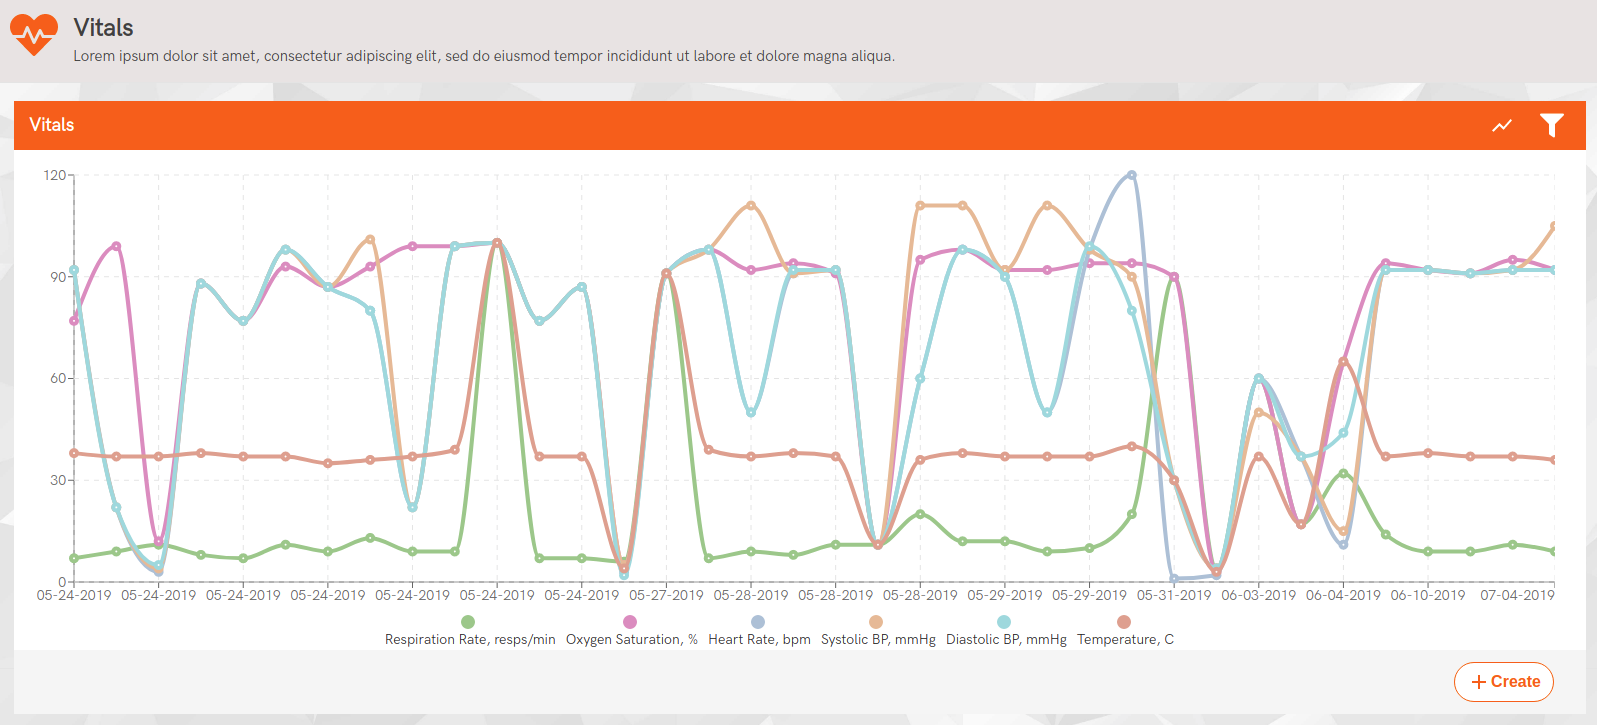 Vitals
Lorem ipsum dolor sit amet, consectetur adipiscing elit, sed do eiusmod tempor incididunt ut labore et dolore magna aliqua.
Vitals
120
90
60
30
0
05-24-2019 05-24-2019 05-24-2019 05-24-2019 05-24-2019 05-24-2019 05-24-2019 05-27-2019 05-28-2019 05-28-2019 05-28-2019 05-29-2019 05-29-2019 05-31-2019 06-03-2019 06-04-2019 06-10-2019 07-04-2019
Respiration Rate, resps/min Oxygen Saturation, % Heart Rate, bpm Systolic BP, mmHg Diastolic BP, mmHg Temperature, C
+ Create